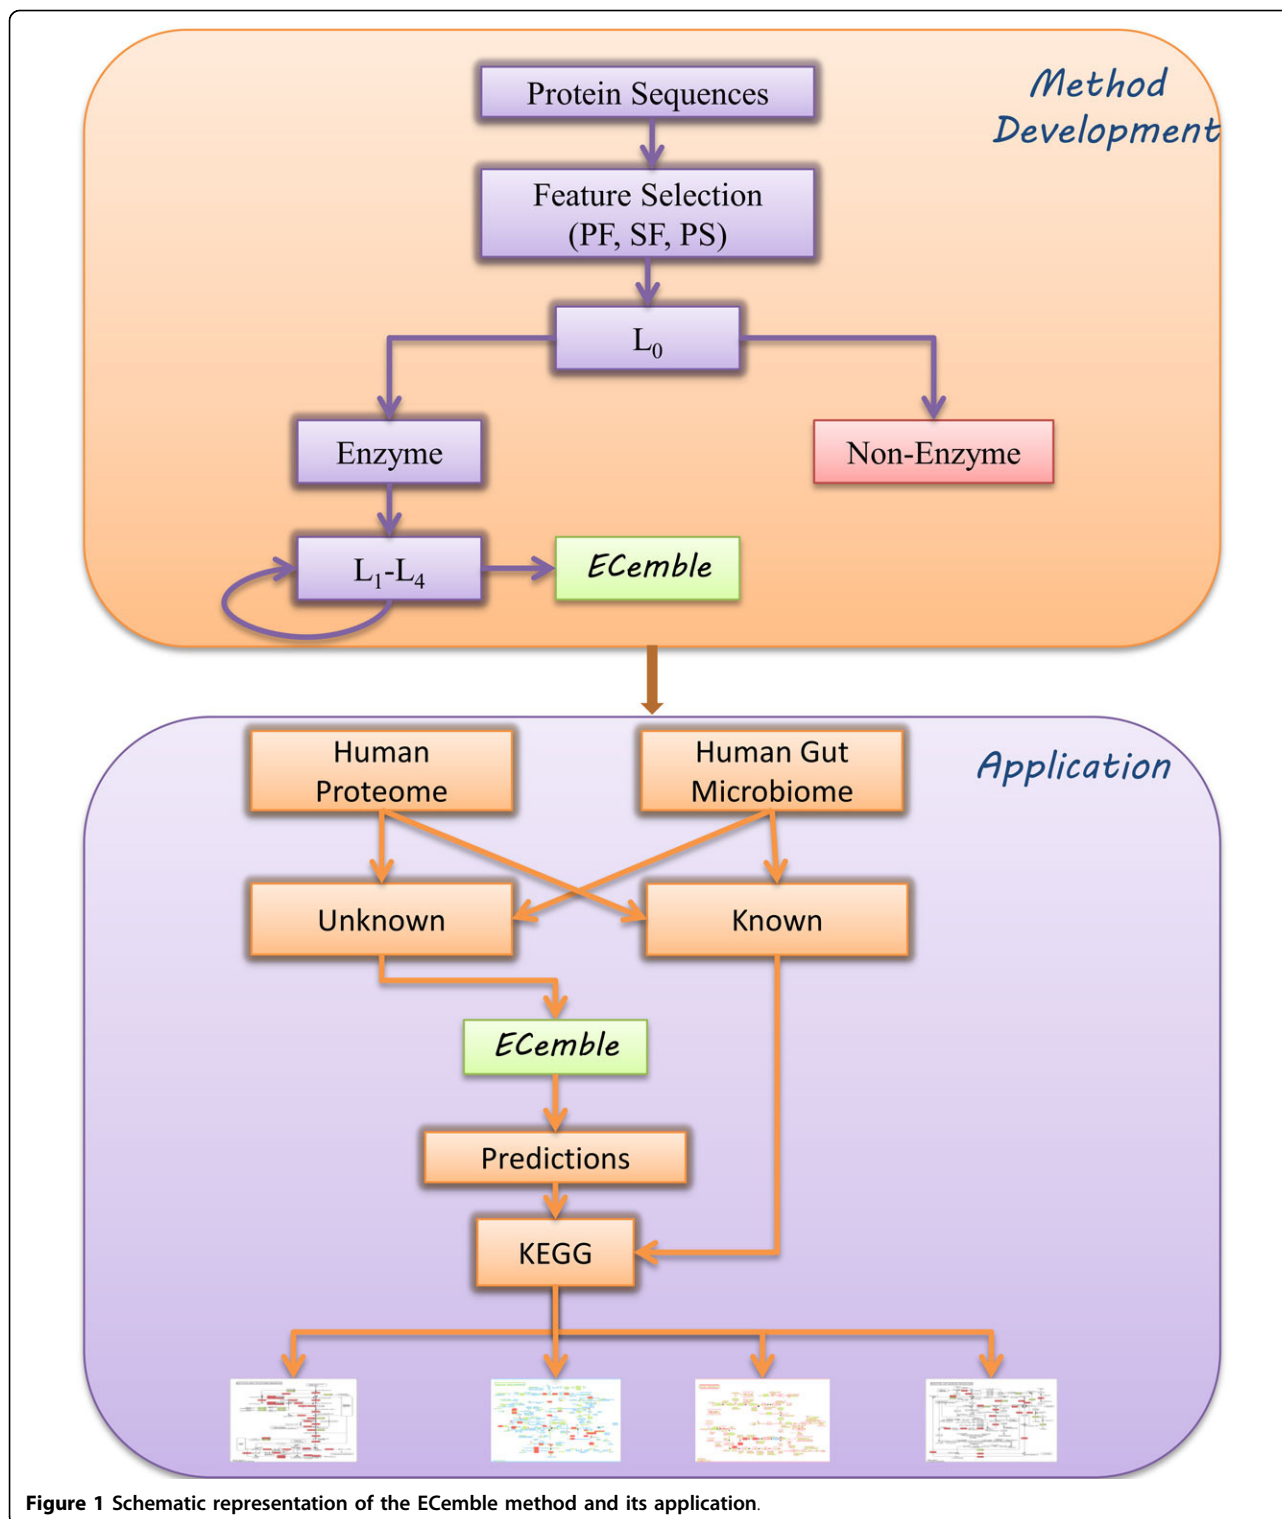 Method
Development
Protein Sequences
Feature Selection
(PF, SF, PS)
L0
Enzyme
Non-Enzyme
L1-L4
ECemble
Application
Human
Proteome
Human Gut
Microbiome
Unknown
Known
ECemble
Predictions
KEGG
Figure 1 Schematic representation of the ECemble method and its application.